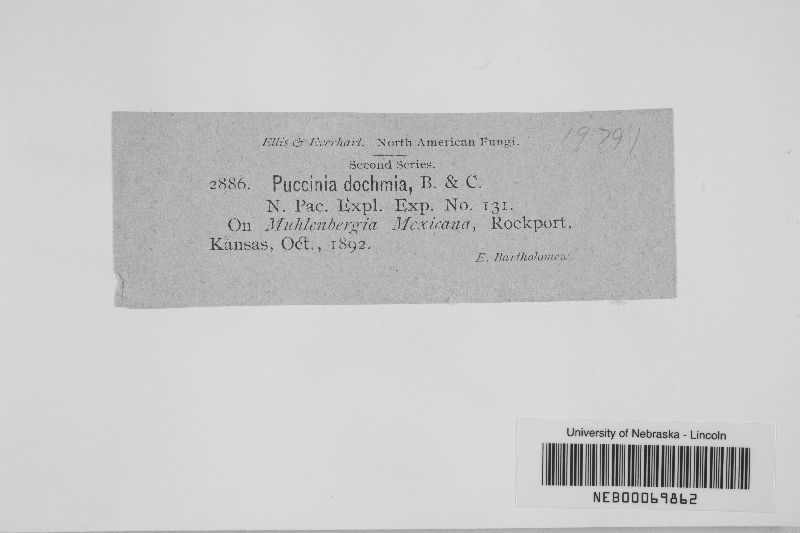 Ellis & Everhart. North American Fungi.
Second Series.
2886. Puccinia dochmia, B. & C.
N. Pac. Expl. Exp. No. 131.
On Muhlenbergia Mexicana, Rockport,
Kansas, Oct., 1892.
E. Bartholomew.
University of Nebraska - Lincoln
NEB00069862